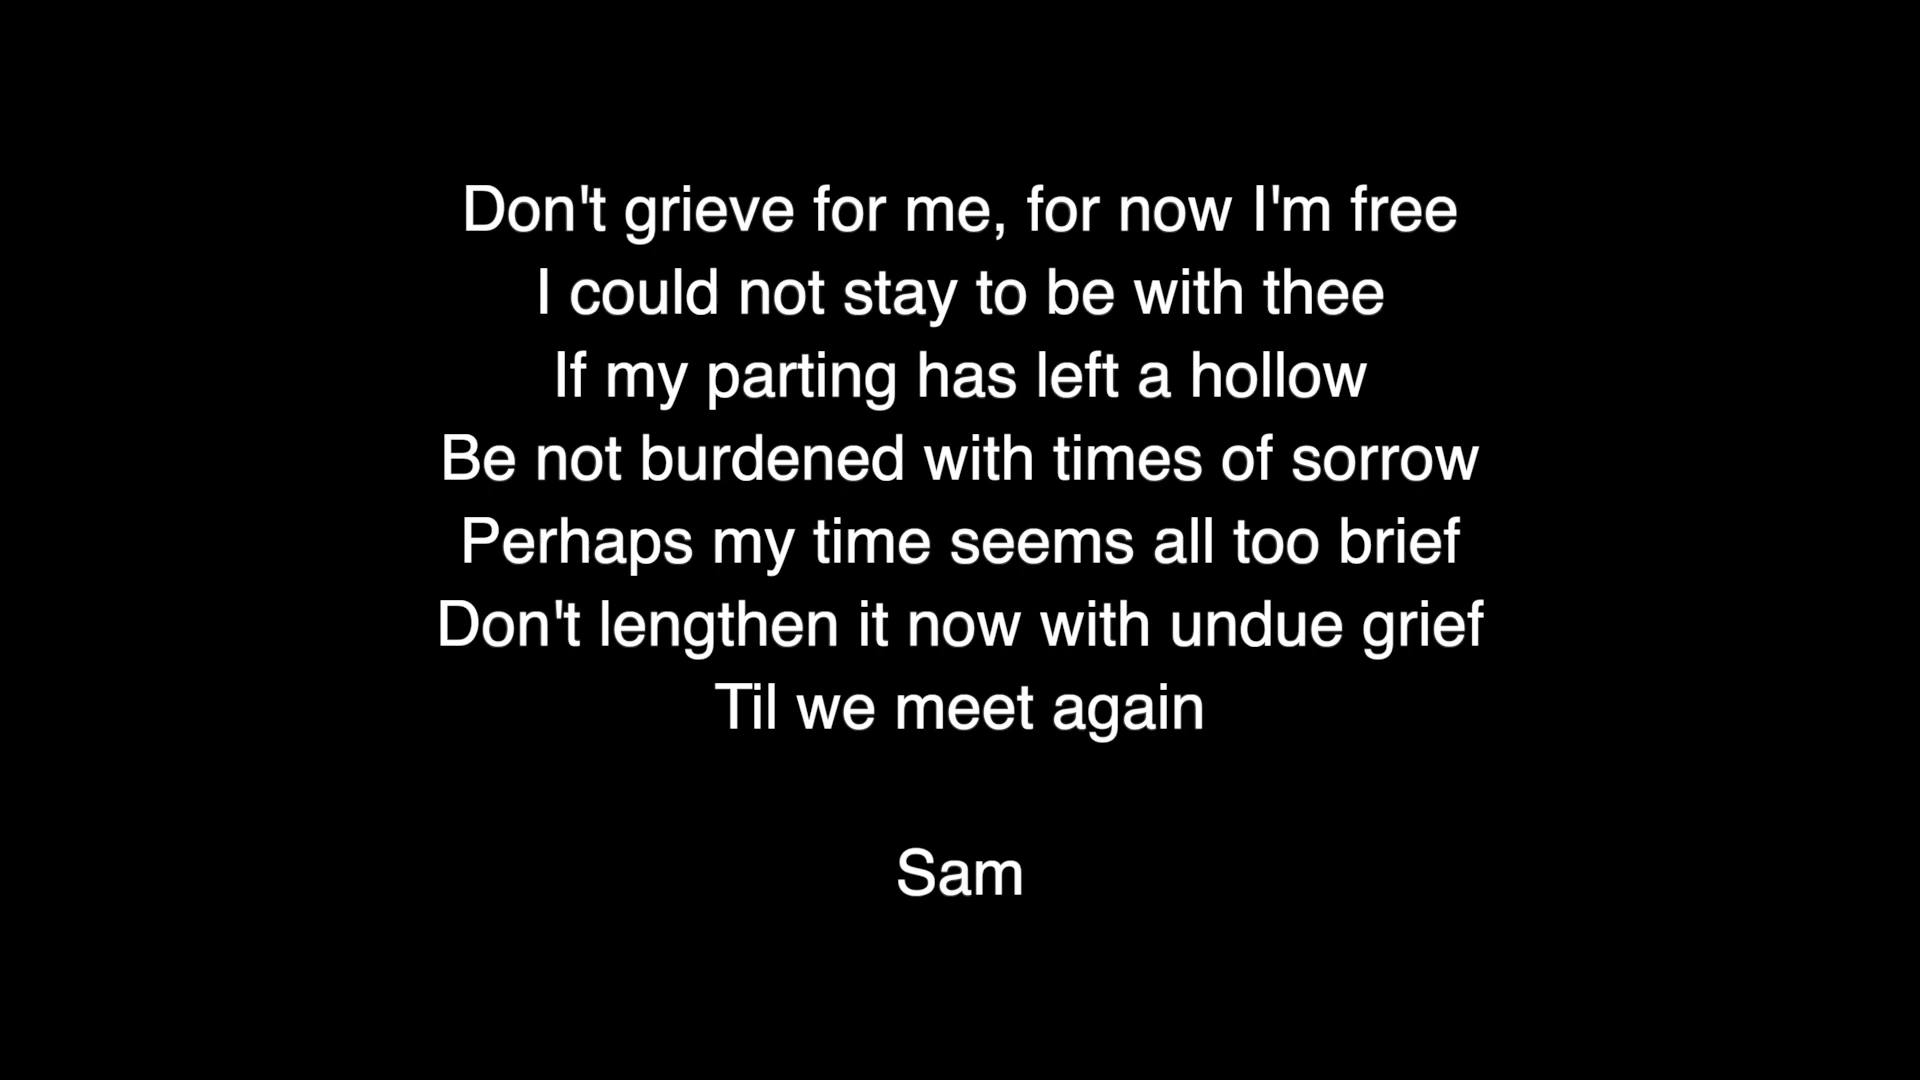 Don't grieve for me, for now I'm free
I could not stay to be with thee
If my parting has left a hollow
Be not burdened with times of sorrow
Perhaps my time seems all too brief
Don't lengthen it now with undue grief
Til we meet again
Sam